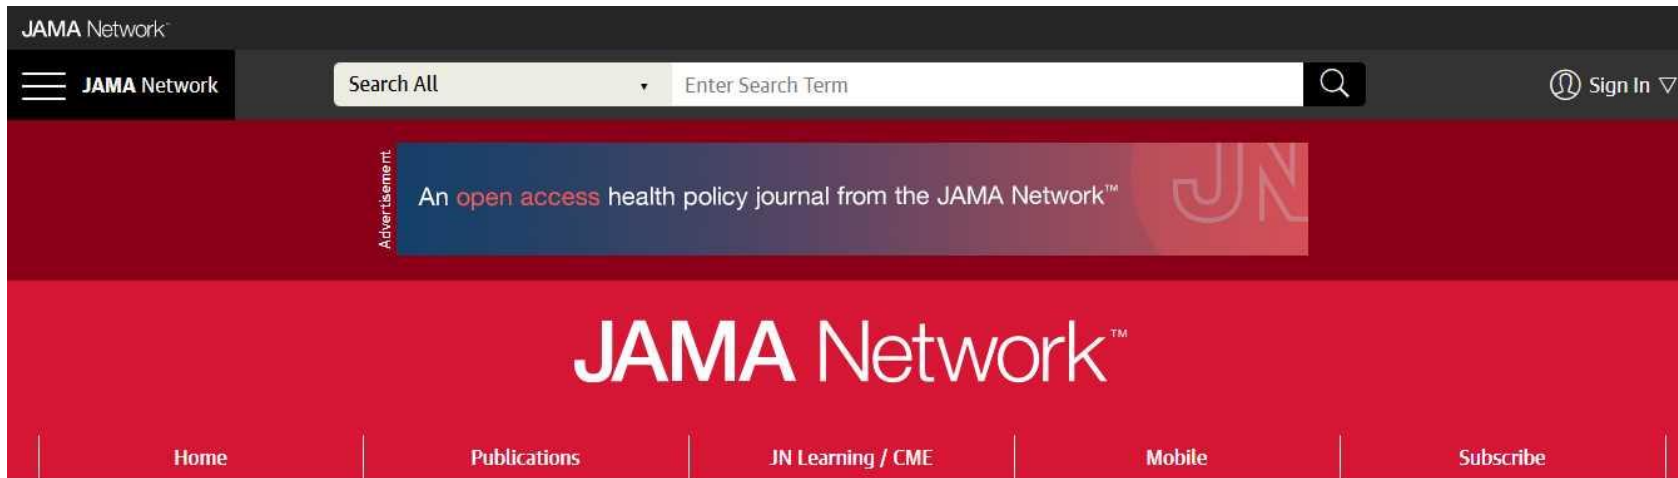 JAMA Network™
JAMA Network
Search All
Enter Search Term
Sign In
Advertisement
An open access health policy journal from the JAMA Network™
JN
JAMA Network™
Home
Publications
JN Learning / CME
Mobile
Subscribe